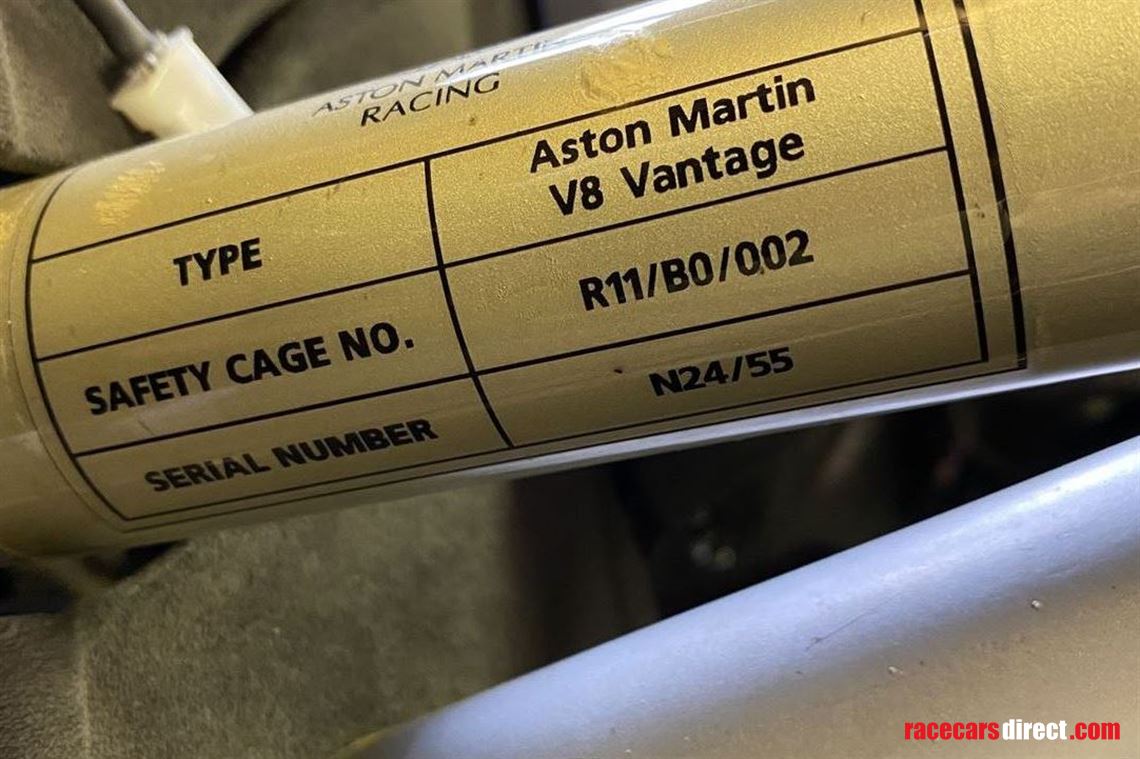 ASTON MARTIN
RACING
TYPE
Aston Martin
V8 Vantage
SAFETY CAGE NO.
R11/B0/002
SERIAL NUMBER
N24/55
racecarsdirect.com